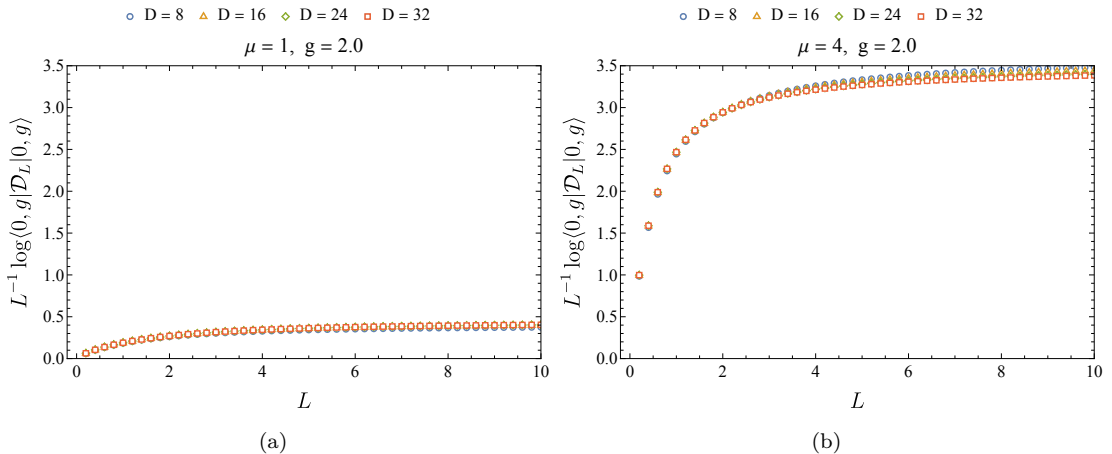 D = 8 D = 16 D = 24 D = 32
μ = 1, g = 2.0
3.5
3.0
2.5
2.0
1.5
1.0
0.5
0.0
L⁻¹ log⟨0, g|𝒟_L|0, g⟩
0 2 4 6 8 10
L
(a)
D = 8 D = 16 D = 24 D = 32
μ = 4, g = 2.0
3.5
3.0
2.5
2.0
1.5
1.0
0.5
0.0
L⁻¹ log⟨0, g|𝒟_L|0, g⟩
0 2 4 6 8 10
L
(b)